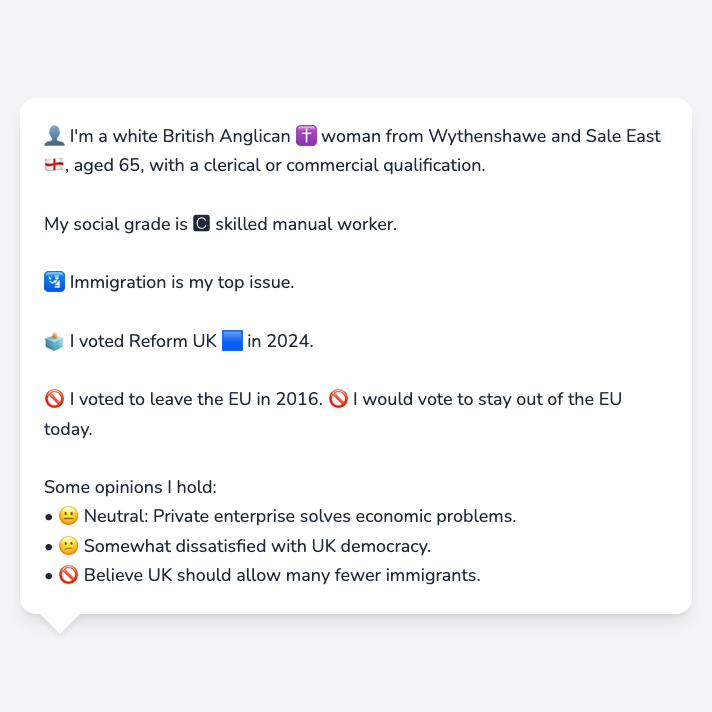 👤 I'm a white British Anglican ✝️ woman from Wythenshawe and Sale East
🏴󠁧󠁢󠁥󠁮󠁧󠁿, aged 65, with a clerical or commercial qualification.
My social grade is 🅲 skilled manual worker.
🛂 Immigration is my top issue.
🗳️ I voted Reform UK 🟦 in 2024.
🚫 I voted to leave the EU in 2016. 🚫 I would vote to stay out of the EU
today.
Some opinions I hold:
• 😐 Neutral: Private enterprise solves economic problems.
• 😕 Somewhat dissatisfied with UK democracy.
• 🚫 Believe UK should allow many fewer immigrants.